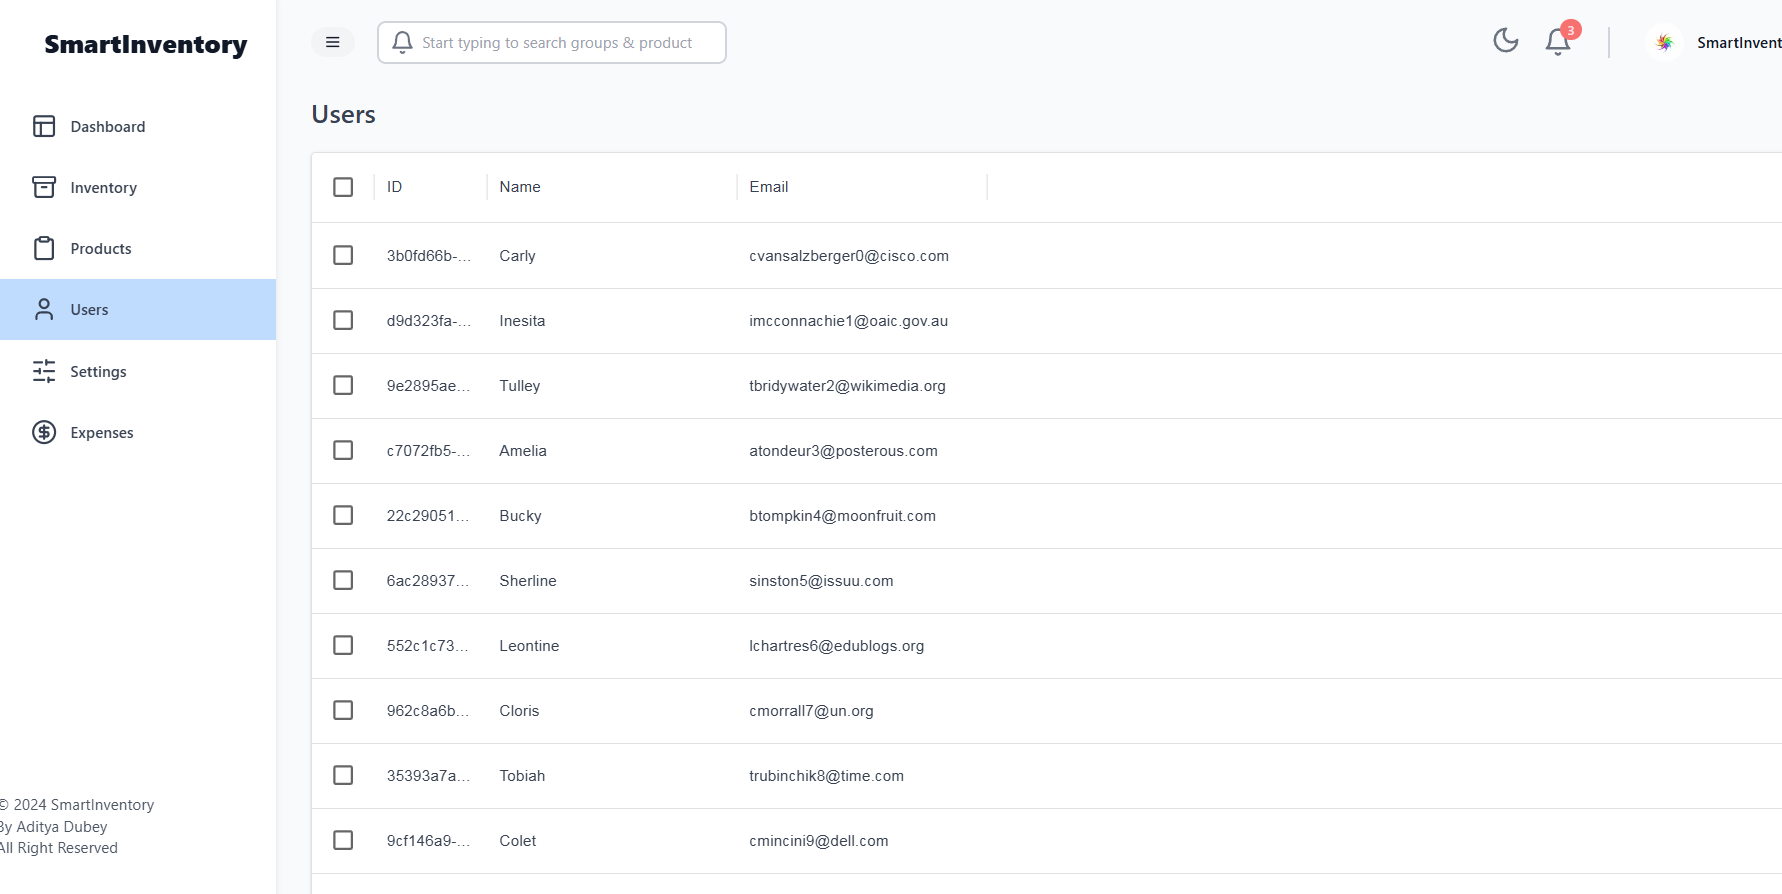 SmartInventory
Start typing to search groups & product
3
SmartInvent
Dashboard
Inventory
Products
Users
Settings
Expenses
© 2024 SmartInventory
By Aditya Dubey
All Right Reserved
Users
ID Name Email
3b0fd66b-... Carly cvansalzberger0@cisco.com
d9d323fa-... Inesita imcconnachie1@oaic.gov.au
9e2895ae... Tulley tbridywater2@wikimedia.org
c7072fb5-... Amelia atondeur3@posterous.com
22c29051... Bucky btompkin4@moonfruit.com
6ac28937... Sherline sinston5@issuu.com
552c1c73... Leontine lchartres6@edublogs.org
962c8a6b... Cloris cmorrall7@un.org
35393a7a... Tobiah trubinchik8@time.com
9cf146a9-... Colet cmincini9@dell.com